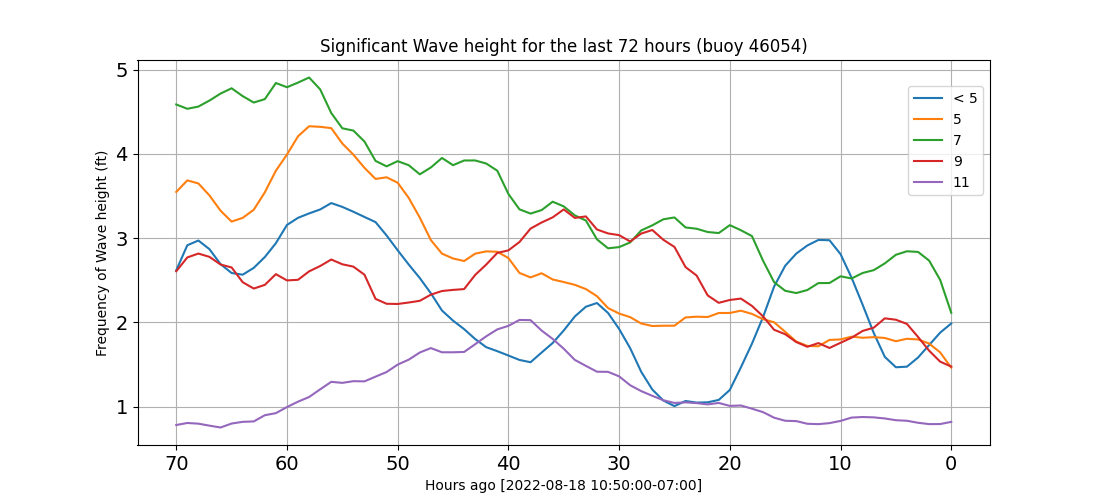 Significant Wave height for the last 72 hours (buoy 46054)
Frequency of Wave height (ft)
5
4
3
2
1
< 5
5
7
9
11
70 60 50 40 30 20 10 0
Hours ago [2022-08-18 10:50:00-07:00]